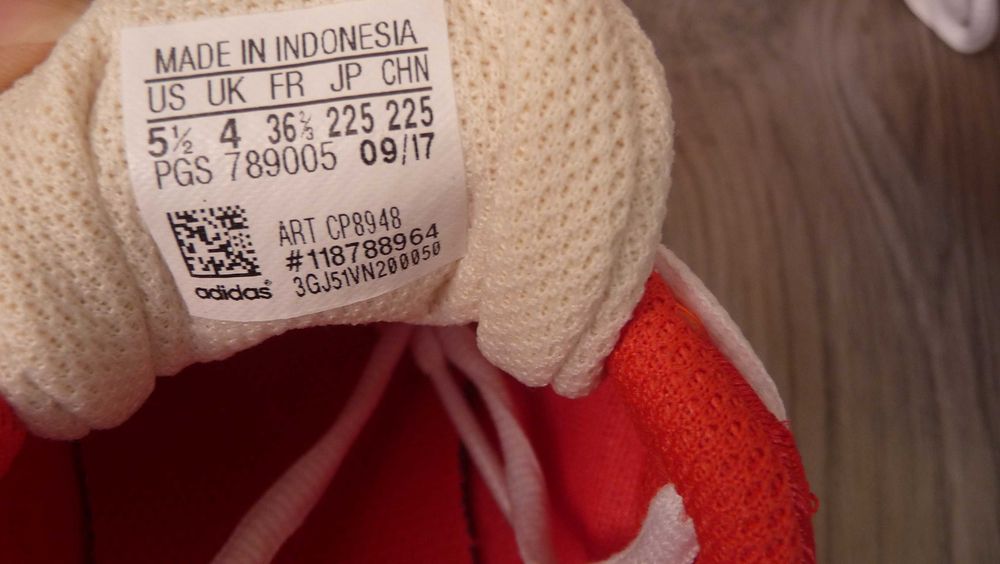 MADE IN INDONESIA
US UK FR JP CHN
5½ 4 36⅔ 225 225
PGS 789005 09/17
ART CP8948
#118788964
3GJ51VN200050
adidas®